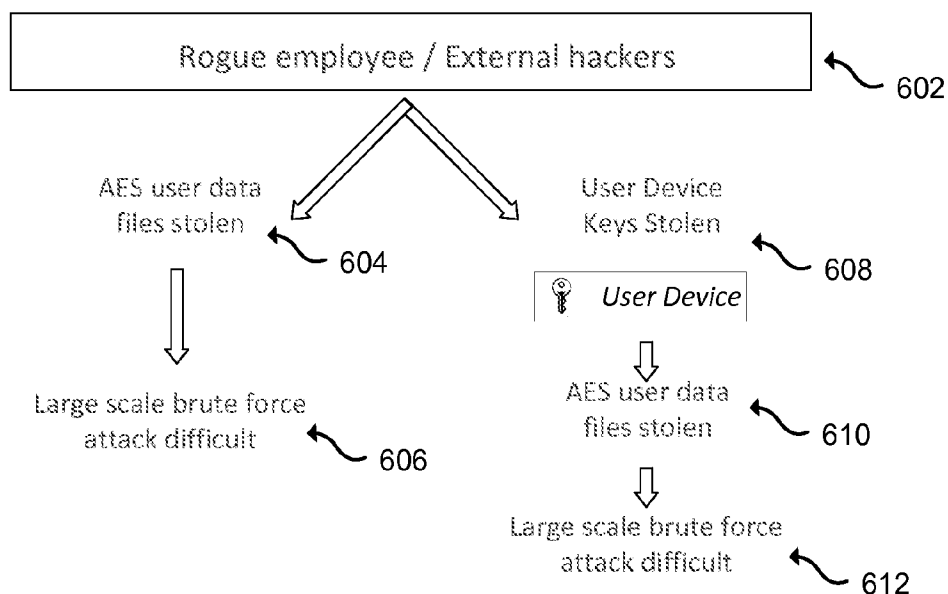 Rogue employee / External hackers
602
AES user data
files stolen
604
Large scale brute force
attack difficult
606
User Device
Keys Stolen
608
User Device
AES user data
files stolen
610
Large scale brute force
attack difficult
612